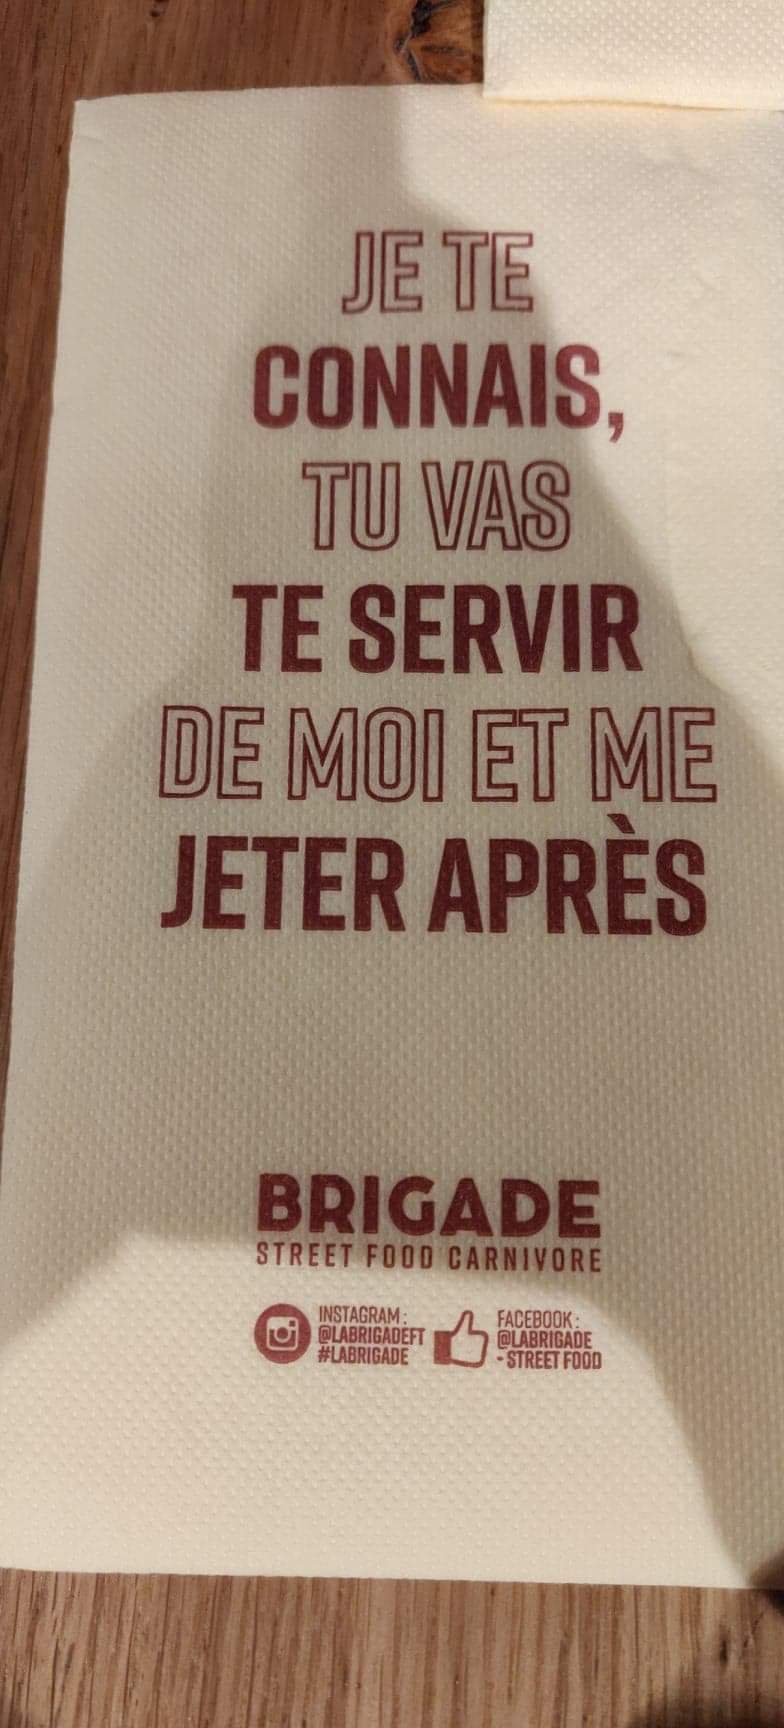 JE TE
CONNAIS,
TU VAS
TE SERVIR
DE MOI ET ME
JETER APRÈS
BRIGADE
STREET FOOD CARNIVORE
INSTAGRAM :
@LABRIGADEFT
#LABRIGADE
FACEBOOK :
@LABRIGADE
- STREET FOOD